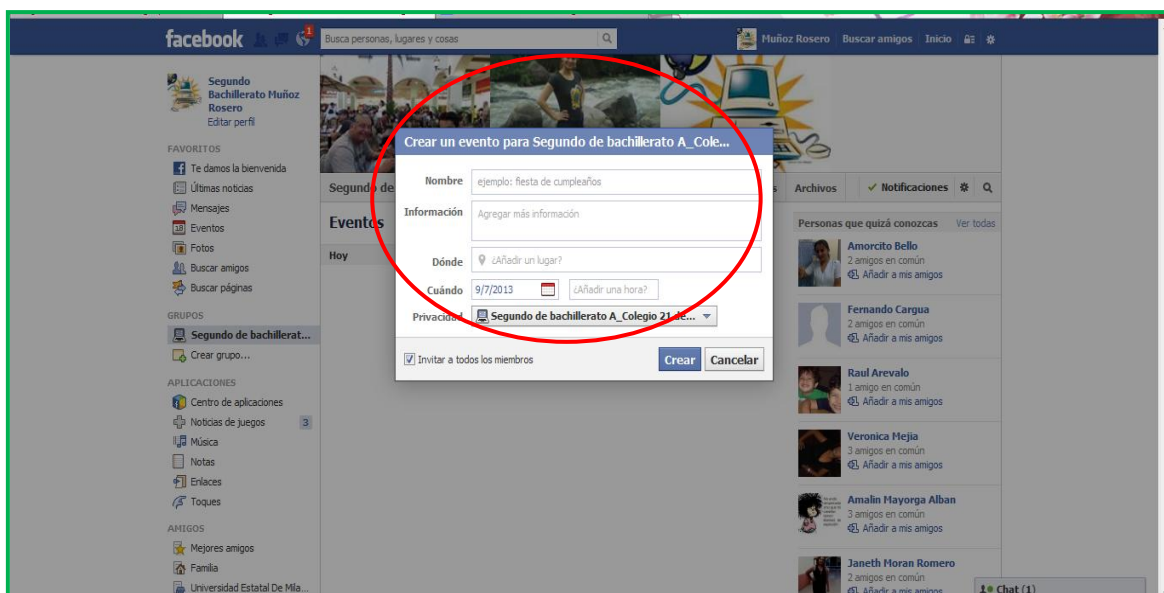 facebook
1
Busca personas, lugares y cosas
Muñoz Rosero
Buscar amigos
Inicio
Segundo
Bachillerato Muñoz
Rosero
Editar perfil
FAVORITOS
Te damos la bienvenida
Últimas noticias
Mensajes
18 Eventos
Fotos
Buscar amigos
Buscar páginas
GRUPOS
Segundo de bachillerat...
Crear grupo...
APLICACIONES
Centro de aplicaciones
Noticias de juegos 3
Música
Notas
Enlaces
Toques
AMIGOS
Mejores amigos
Familia
Universidad Estatal De Mila...
Segundo de
Archivos
✓ Notificaciones
Eventos
Hoy
Crear un evento para Segundo de bachillerato A_Cole...
Nombre ejemplo: fiesta de cumpleaños
Información Agregar más información
Dónde ¿Añadir un lugar?
Cuándo 9/7/2013 ¿Añadir una hora?
Privacidad Segundo de bachillerato A_Colegio 21 de...
Invitar a todos los miembros
Crear Cancelar
Personas que quizá conozcas Ver todas
Amorcito Bello
2 amigos en común
Añadir a mis amigos
Fernando Cargua
2 amigos en común
Añadir a mis amigos
Raul Arevalo
1 amigo en común
Añadir a mis amigos
Veronica Mejia
3 amigos en común
Añadir a mis amigos
Amalin Mayorga Alban
3 amigos en común
Añadir a mis amigos
Janeth Moran Romero
2 amigos en común
Añadir a mis amigos
Chat (1)